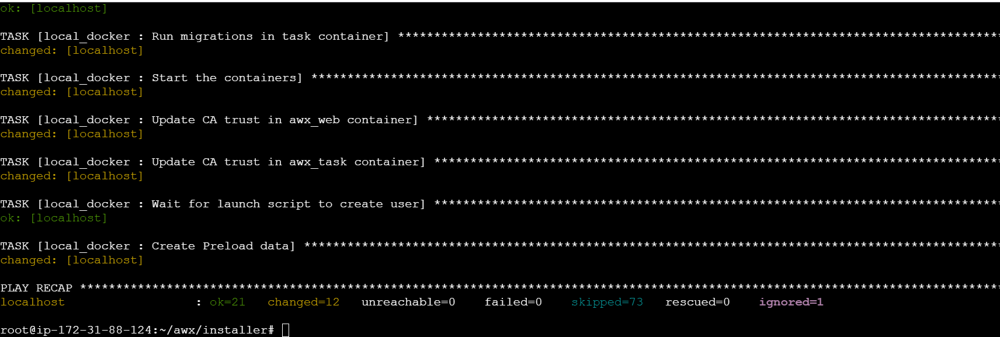 ok: [localhost]
TASK [local_docker : Run migrations in task container] ***********************************************************************************
changed: [localhost]
TASK [local_docker : Start the containers] ***********************************************************************************************
changed: [localhost]
TASK [local_docker : Update CA trust in awx_web container] *******************************************************************************
changed: [localhost]
TASK [local_docker : Update CA trust in awx_task container] ******************************************************************************
changed: [localhost]
TASK [local_docker : Wait for launch script to create user] ******************************************************************************
ok: [localhost]
TASK [local_docker : Create Preload data] ************************************************************************************************
changed: [localhost]
PLAY RECAP *******************************************************************************************************************************
localhost                  : ok=21   changed=12   unreachable=0    failed=0    skipped=73   rescued=0    ignored=1
root@ip-172-31-88-124:~/awx/installer#